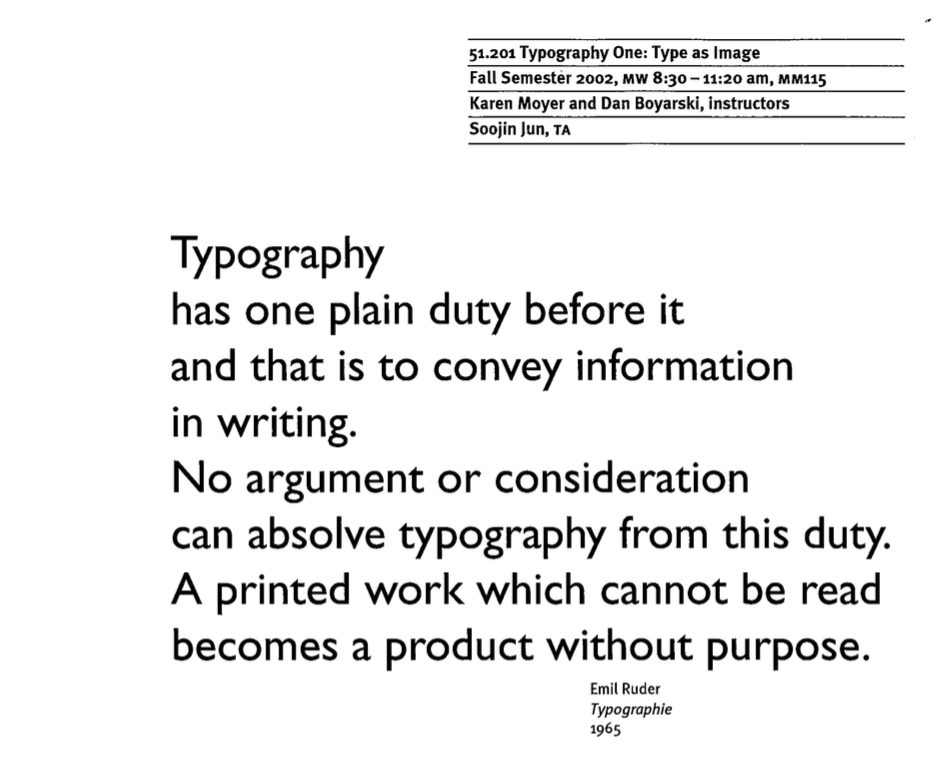 51.201 Typography One: Type as Image
Fall Semester 2002, MW 8:30 – 11:20 am, MM115
Karen Moyer and Dan Boyarski, instructors
Soojin Jun, TA
Typography
has one plain duty before it
and that is to convey information
in writing.
No argument or consideration
can absolve typography from this duty.
A printed work which cannot be read
becomes a product without purpose.
Emil Ruder
Typographie
1965